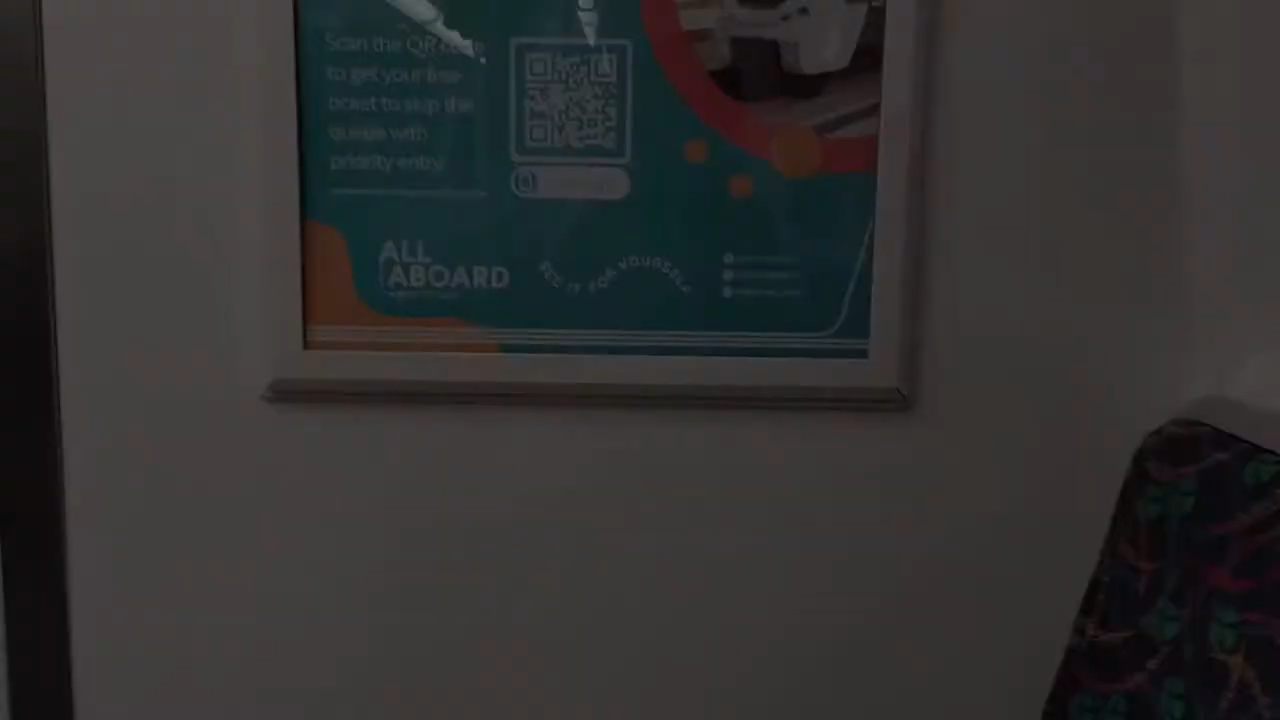 Scan the QR code
to get your free
ticket to skip the
queue with
priority entry
ALL
ABOARD
SEE IT FOR YOURSELF